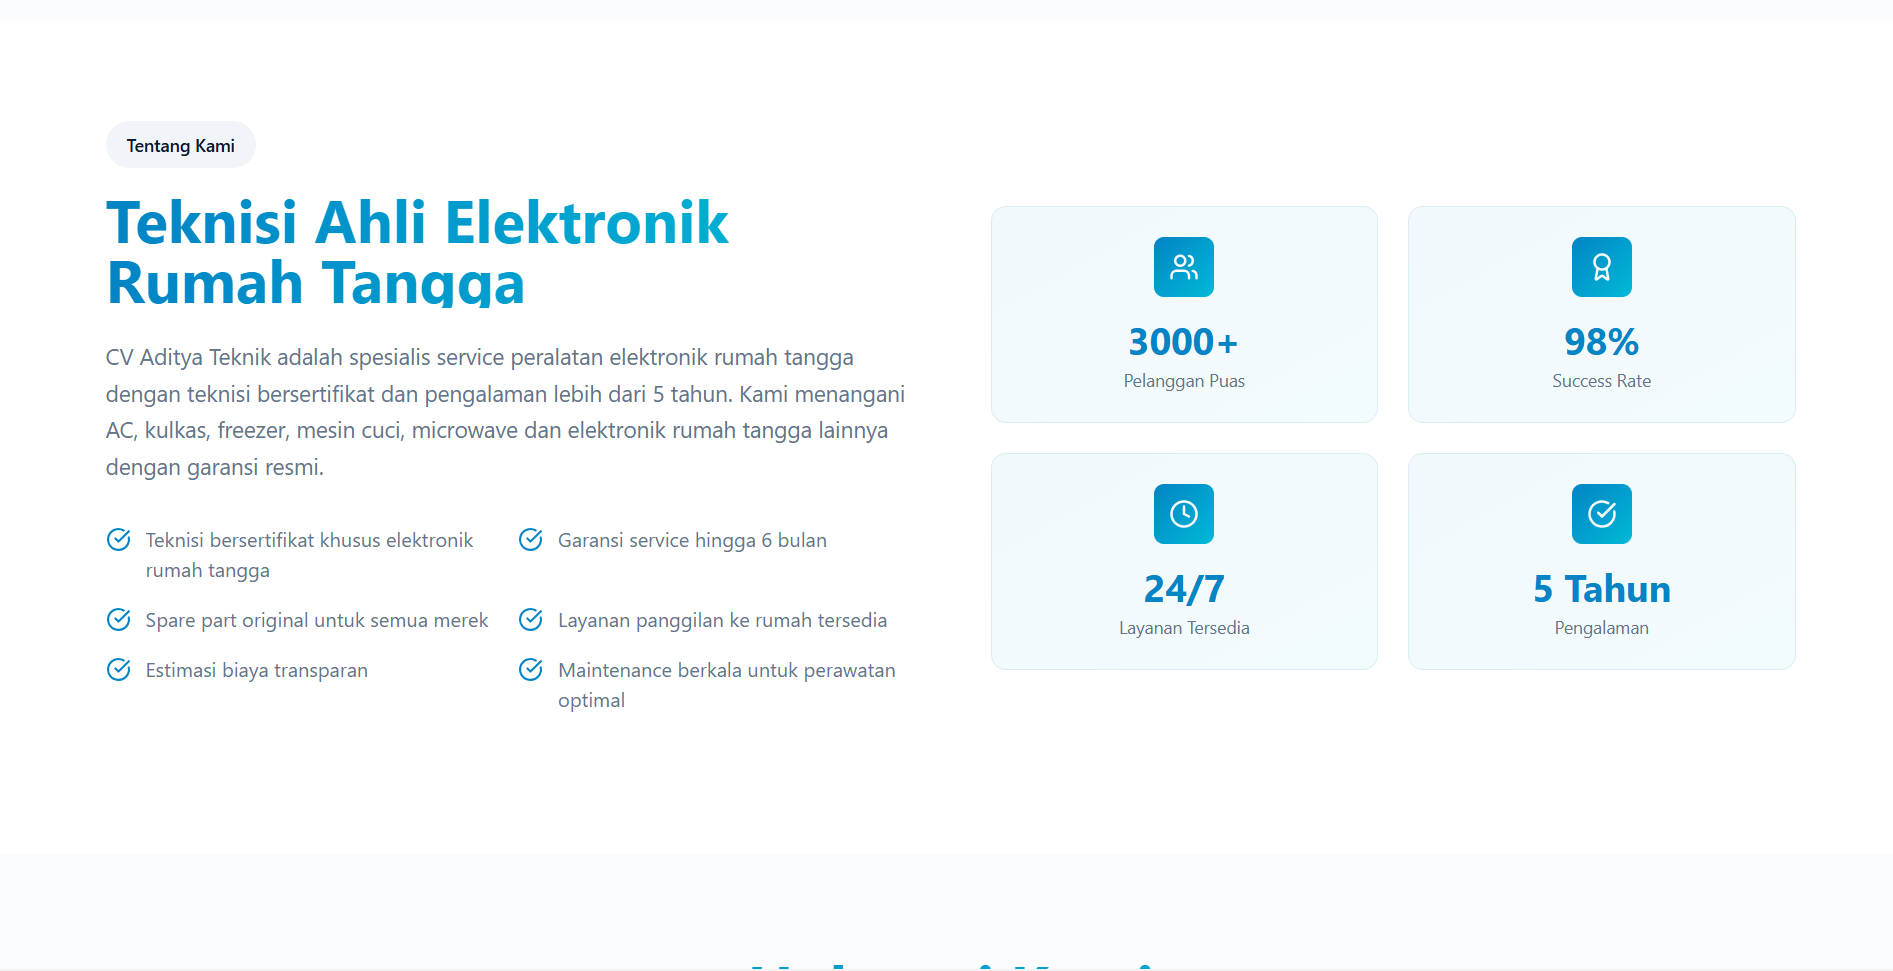 Tentang Kami
Teknisi Ahli Elektronik
Rumah Tangga
CV Aditya Teknik adalah spesialis service peralatan elektronik rumah tangga
dengan teknisi bersertifikat dan pengalaman lebih dari 5 tahun. Kami menangani
AC, kulkas, freezer, mesin cuci, microwave dan elektronik rumah tangga lainnya
dengan garansi resmi.
Teknisi bersertifikat khusus elektronik
rumah tangga
Garansi service hingga 6 bulan
Spare part original untuk semua merek
Layanan panggilan ke rumah tersedia
Estimasi biaya transparan
Maintenance berkala untuk perawatan
optimal
3000+
Pelanggan Puas
98%
Success Rate
24/7
Layanan Tersedia
5 Tahun
Pengalaman